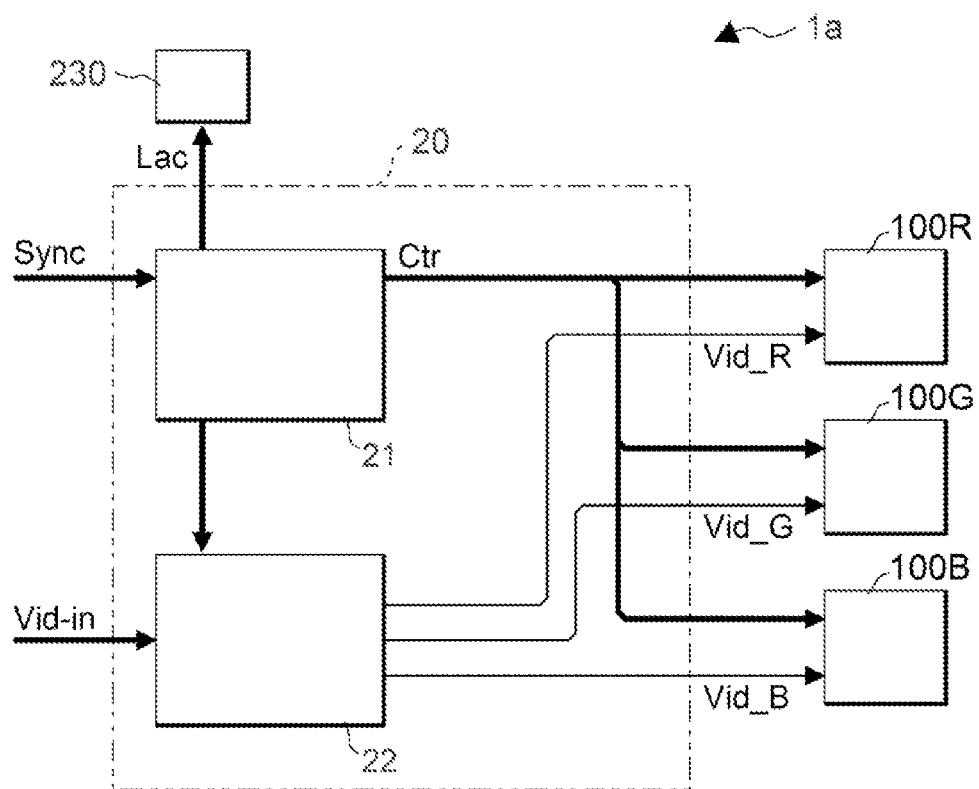 1a
230
Lac
20
Sync
Ctr
100R
Vid_R
21
100G
Vid_G
100B
Vid-in
Vid_B
22